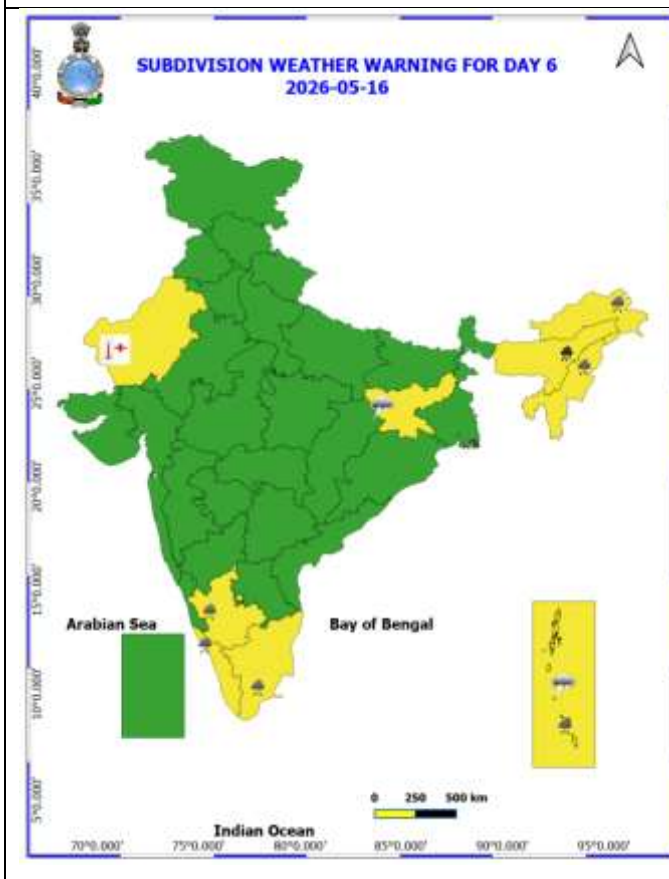 SUBDIVISION WEATHER WARNING FOR DAY 6
2026-05-16
40°0.000'
35°0.000'
30°0.000'
25°0.000'
20°0.000'
15°0.000'
10°0.000'
5°0.000'
Arabian Sea
Bay of Bengal
0 250 500 km
Indian Ocean
70°0.000' 75°0.000' 80°0.000' 85°0.000' 90°0.000' 95°0.000'